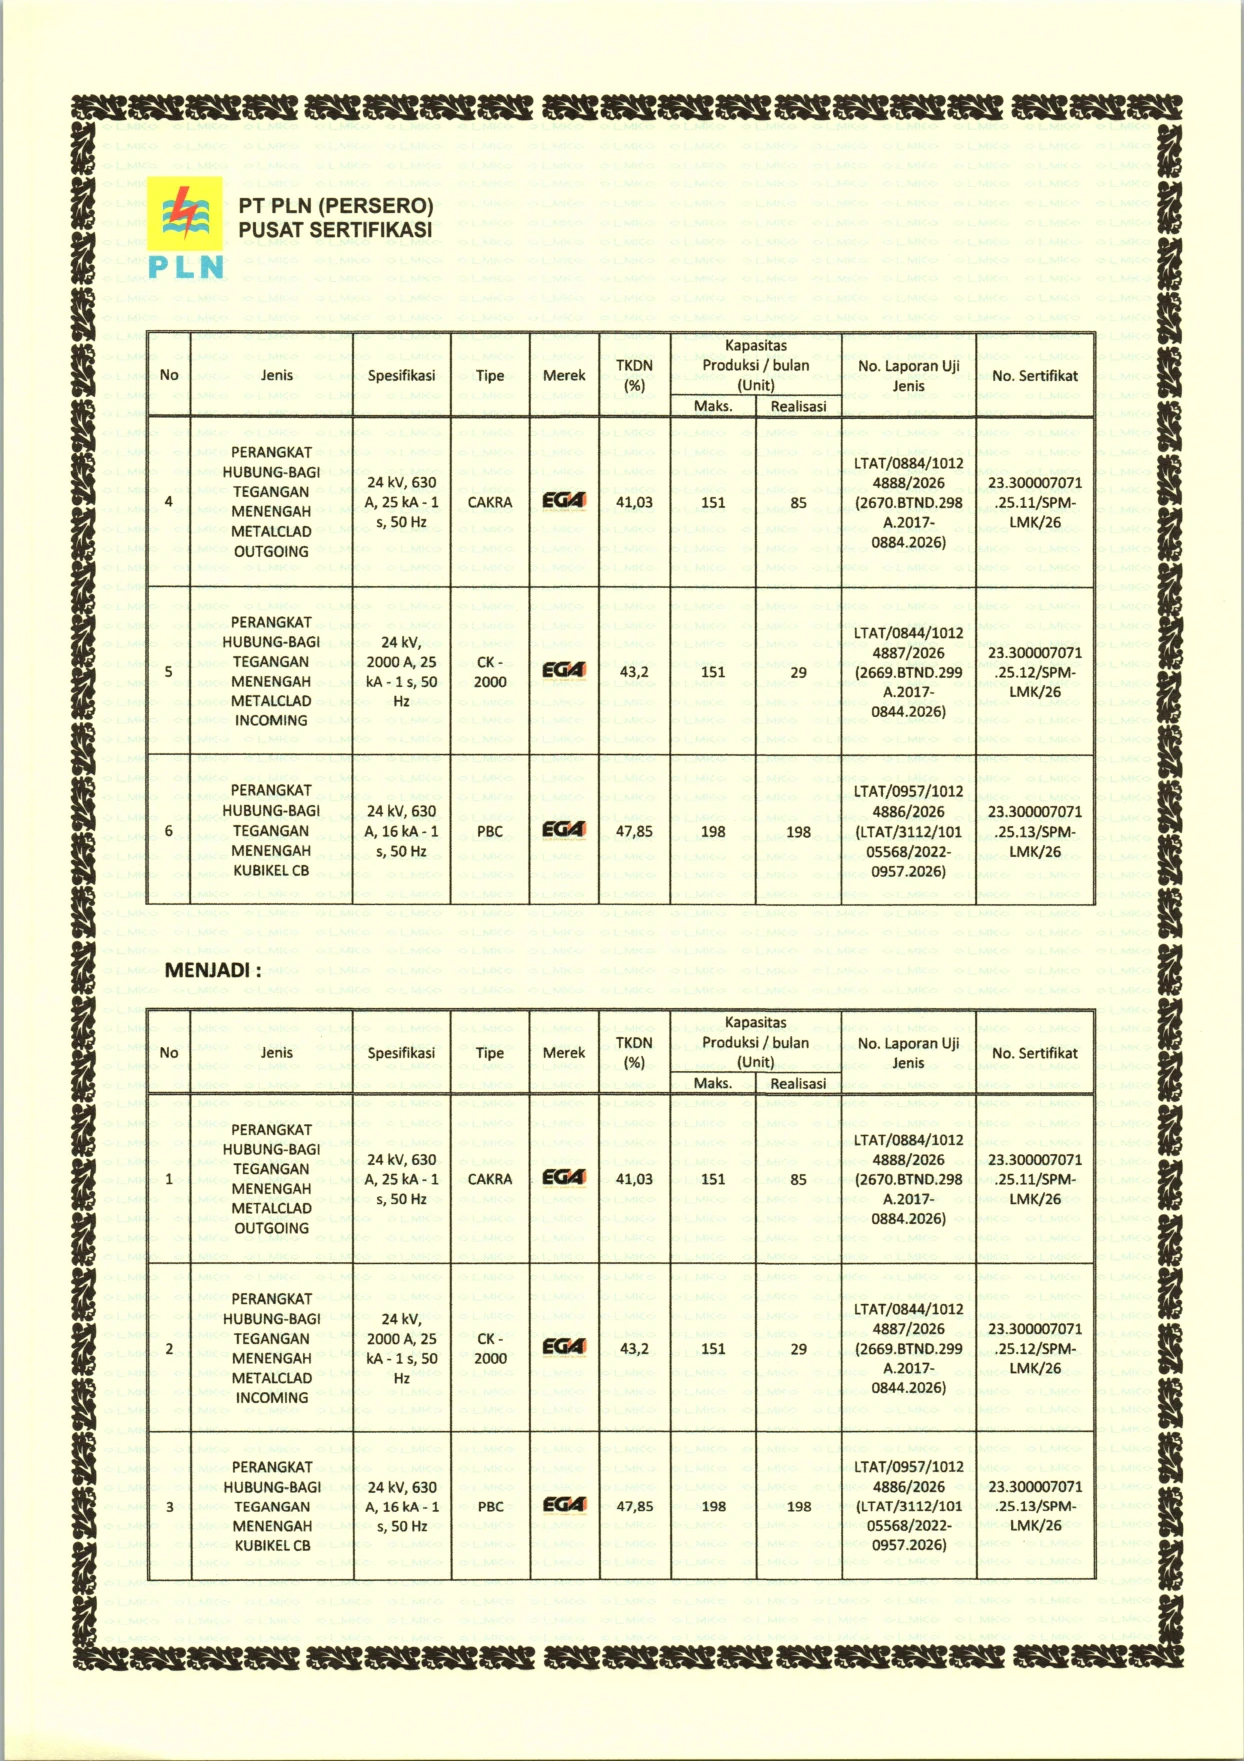 PT PLN (PERSERO)
PUSAT SERTIFIKASI
PLN
No Jenis Spesifikasi Tipe Merek TKDN (%) Kapasitas Produksi / bulan (Unit) Maks. Realisasi No. Laporan Uji Jenis No. Sertifikat
4 PERANGKAT HUBUNG-BAGI TEGANGAN MENENGAH METALCLAD OUTGOING 24 kV, 630 A, 25 kA - 1 s, 50 Hz CAKRA EGA 41,03 151 85 LTAT/0884/1012 4888/2026 (2670.BTND.298 A.2017- 0884.2026) 23.300007071 .25.11/SPM- LMK/26
5 PERANGKAT HUBUNG-BAGI TEGANGAN MENENGAH METALCLAD INCOMING 24 kV, 2000 A, 25 kA - 1 s, 50 Hz CK - 2000 EGA 43,2 151 29 LTAT/0844/1012 4887/2026 (2669.BTND.299 A.2017- 0844.2026) 23.300007071 .25.12/SPM- LMK/26
6 PERANGKAT HUBUNG-BAGI TEGANGAN MENENGAH KUBIKEL CB 24 kV, 630 A, 16 kA - 1 s, 50 Hz PBC EGA 47,85 198 198 LTAT/0957/1012 4886/2026 (LTAT/3112/101 05568/2022- 0957.2026) 23.300007071 .25.13/SPM- LMK/26
MENJADI :
No Jenis Spesifikasi Tipe Merek TKDN (%) Kapasitas Produksi / bulan (Unit) Maks. Realisasi No. Laporan Uji Jenis No. Sertifikat
1 PERANGKAT HUBUNG-BAGI TEGANGAN MENENGAH METALCLAD OUTGOING 24 kV, 630 A, 25 kA - 1 s, 50 Hz CAKRA EGA 41,03 151 85 LTAT/0884/1012 4888/2026 (2670.BTND.298 A.2017- 0884.2026) 23.300007071 .25.11/SPM- LMK/26
2 PERANGKAT HUBUNG-BAGI TEGANGAN MENENGAH METALCLAD INCOMING 24 kV, 2000 A, 25 kA - 1 s, 50 Hz CK - 2000 EGA 43,2 151 29 LTAT/0844/1012 4887/2026 (2669.BTND.299 A.2017- 0844.2026) 23.300007071 .25.12/SPM- LMK/26
3 PERANGKAT HUBUNG-BAGI TEGANGAN MENENGAH KUBIKEL CB 24 kV, 630 A, 16 kA - 1 s, 50 Hz PBC EGA 47,85 198 198 LTAT/0957/1012 4886/2026 (LTAT/3112/101 05568/2022- 0957.2026) 23.300007071 .25.13/SPM- LMK/26